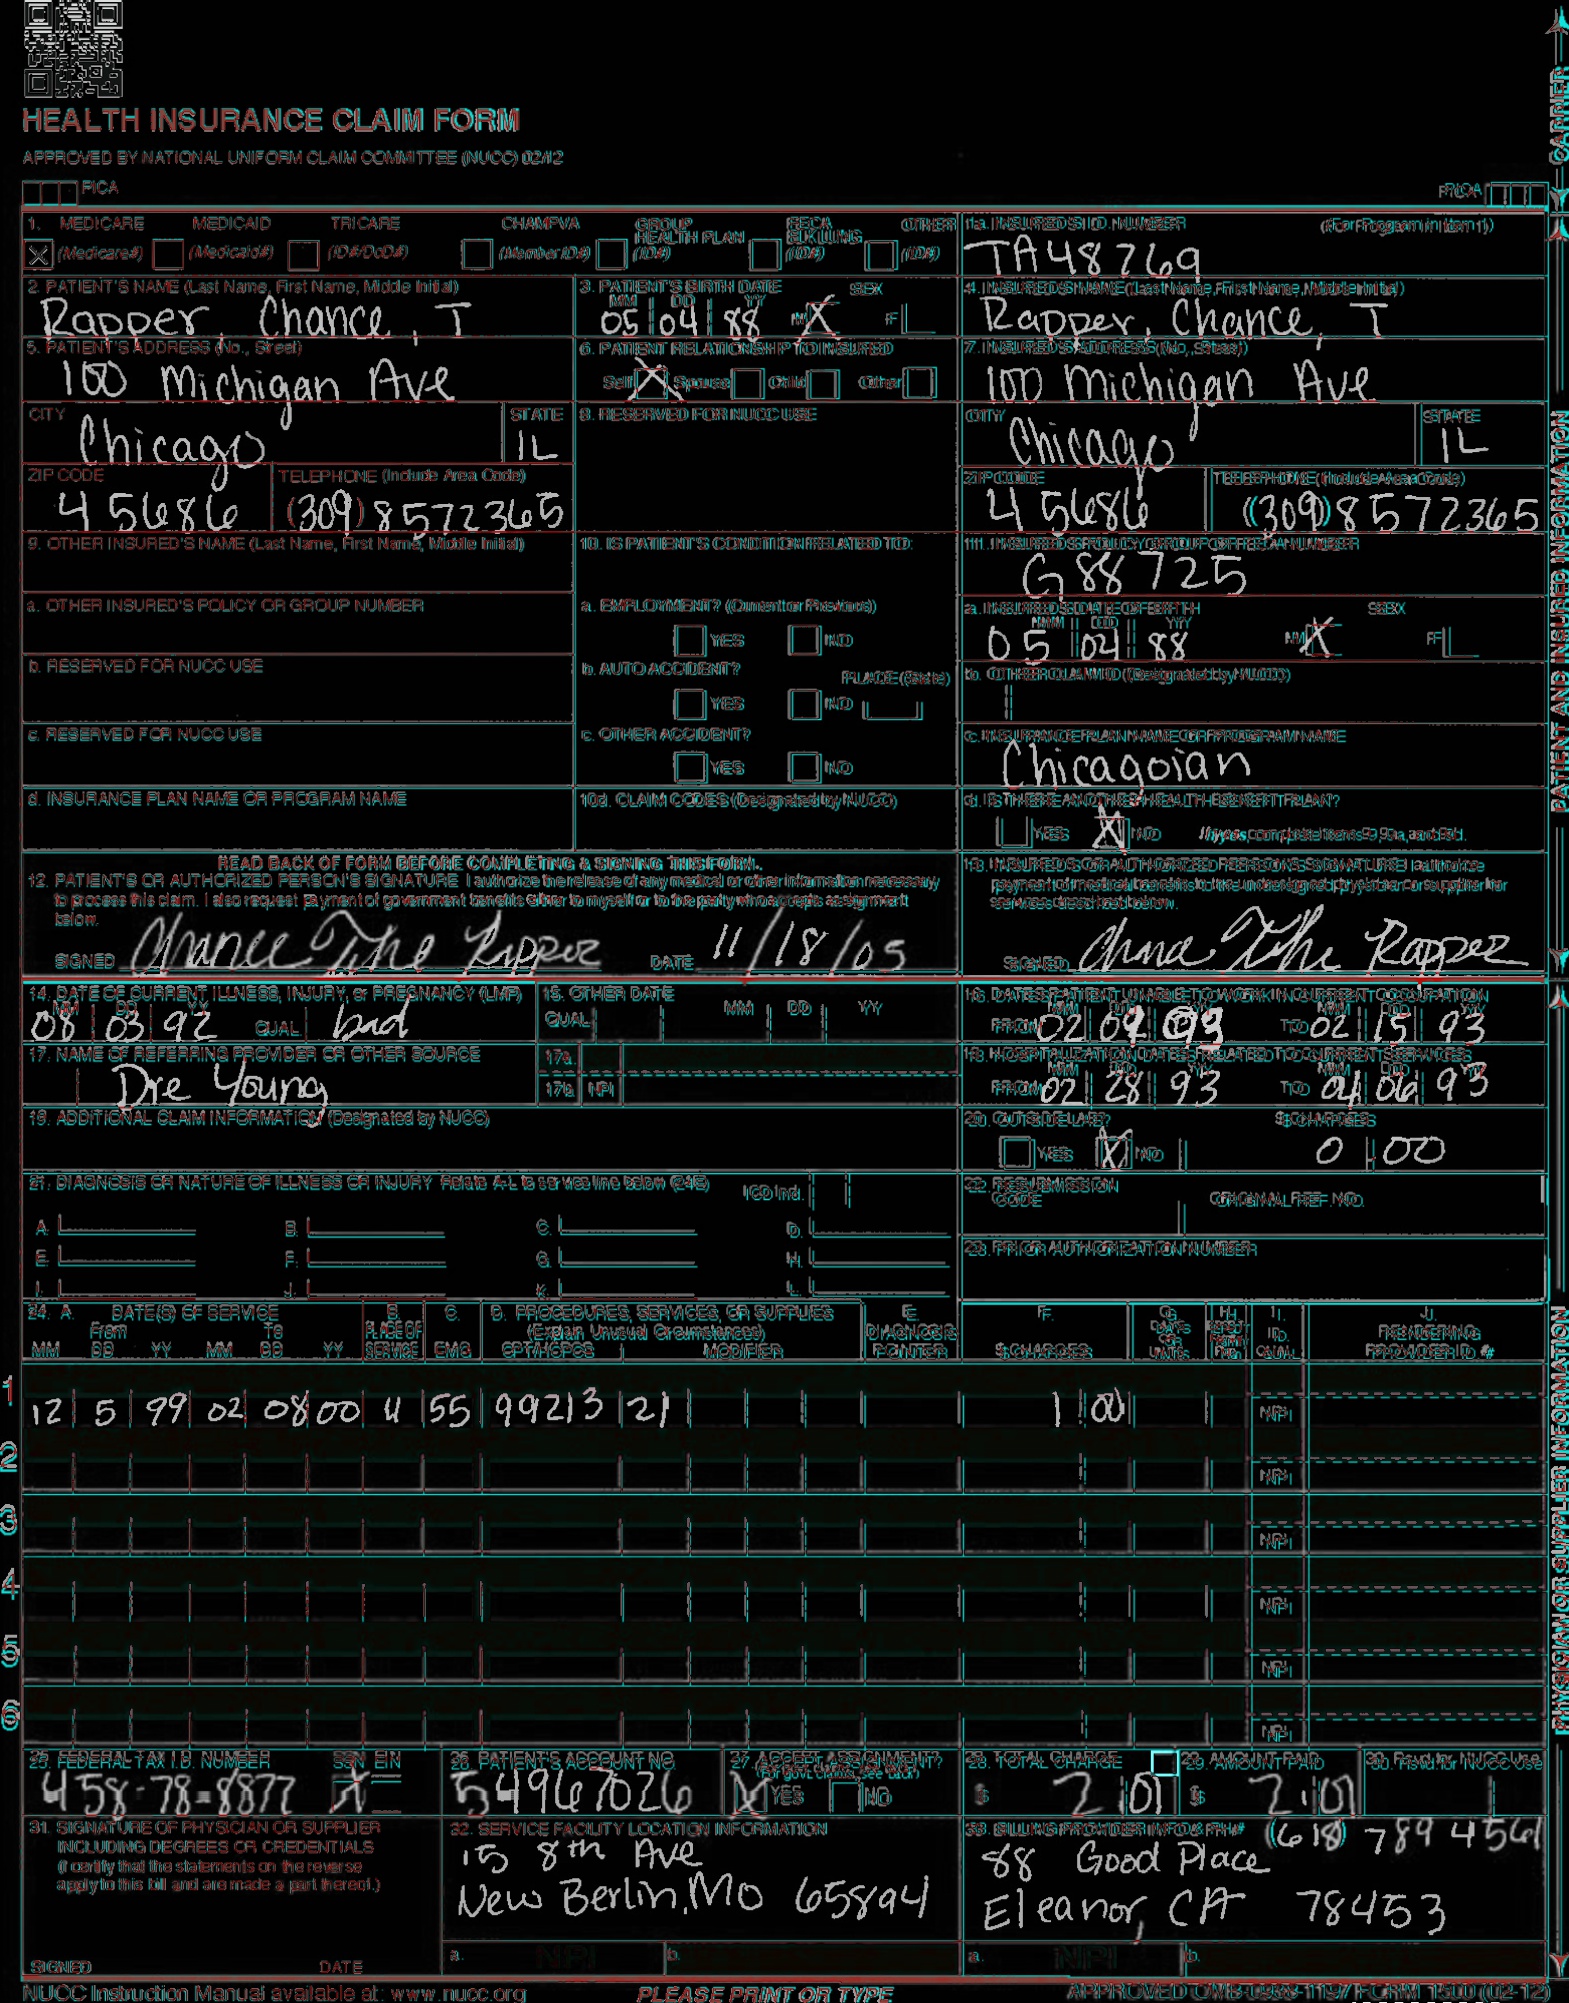 HEALTH INSURANCE CLAIM FORM
APPROVED BY NATIONAL UNIFORM CLAIM COMMITTEE (NUCC) 02/12
PICA
PICA
CARRIER
1. MEDICARE MEDICAID TRICARE CHAMPVA GROUP HEALTH PLAN FECA BLK LUNG OTHER
X (Medicare#) (Medicaid#) (ID#/DoD#) (Member ID#) (ID#) (ID#) (ID#)
1a. INSURED'S I.D. NUMBER (For Program in Item 1)
TA48769
2. PATIENT'S NAME (Last Name, First Name, Middle Initial)
Rapper, Chance, T
3. PATIENT'S BIRTH DATE SEX
MM DD YY
05 04 88 M X F
4. INSURED'S NAME (Last Name, First Name, Middle Initial)
Rapper, Chance, T
5. PATIENT'S ADDRESS (No., Street)
100 Michigan Ave
6. PATIENT RELATIONSHIP TO INSURED
Self X Spouse Child Other
7. INSURED'S ADDRESS (No., Street)
100 Michigan Ave
CITY STATE
Chicago IL
8. RESERVED FOR NUCC USE
CITY STATE
Chicago IL
ZIP CODE TELEPHONE (Include Area Code)
45686 (309) 8572365
ZIP CODE TELEPHONE (Include Area Code)
45686 (309) 8572365
9. OTHER INSURED'S NAME (Last Name, First Name, Middle Initial)
10. IS PATIENT'S CONDITION RELATED TO:
11. INSURED'S POLICY GROUP OR FECA NUMBER
G88725
a. OTHER INSURED'S POLICY OR GROUP NUMBER
a. EMPLOYMENT? (Current or Previous)
YES NO
a. INSURED'S DATE OF BIRTH SEX
MM DD YY
05 04 88 M X F
b. RESERVED FOR NUCC USE
b. AUTO ACCIDENT? PLACE (State)
YES NO
b. OTHER CLAIM ID (Designated by NUCC)
c. RESERVED FOR NUCC USE
c. OTHER ACCIDENT?
YES NO
c. INSURANCE PLAN NAME OR PROGRAM NAME
Chicagoian
d. INSURANCE PLAN NAME OR PROGRAM NAME
10d. CLAIM CODES (Designated by NUCC)
d. IS THERE ANOTHER HEALTH BENEFIT PLAN?
YES X NO If yes, complete items 9, 9a, and 9d.
PATIENT AND INSURED INFORMATION
READ BACK OF FORM BEFORE COMPLETING & SIGNING THIS FORM.
12. PATIENT'S OR AUTHORIZED PERSON'S SIGNATURE I authorize the release of any medical or other information necessary
to process this claim. I also request payment of government benefits either to myself or to the party who accepts assignment
below.
SIGNED Chance The Rapper DATE 11/18/05
13. INSURED'S OR AUTHORIZED PERSON'S SIGNATURE I authorize
payment of medical benefits to the undersigned physician or supplier for
services described below.
SIGNED Chnce The Rapper
14. DATE OF CURRENT ILLNESS, INJURY, or PREGNANCY (LMP)
MM DD YY
08 03 92 QUAL. bad
15. OTHER DATE
QUAL. MM DD YY
16. DATES PATIENT UNABLE TO WORK IN CURRENT OCCUPATION
MM DD YY MM DD YY
FROM 02 09 93 TO 02 15 93
17. NAME OF REFERRING PROVIDER OR OTHER SOURCE
Dre Young
17a.
17b. NPI
18. HOSPITALIZATION DATES RELATED TO CURRENT SERVICES
MM DD YY MM DD YY
FROM 02 28 93 TO 04 06 93
19. ADDITIONAL CLAIM INFORMATION (Designated by NUCC)
20. OUTSIDE LAB? $ CHARGES
YES X NO 0 00
21. DIAGNOSIS OR NATURE OF ILLNESS OR INJURY Relate A-L to service line below (24E) ICD Ind.
A. B. C. D.
E. F. G. H.
I. J. K. L.
22. RESUBMISSION CODE ORIGINAL REF. NO.
23. PRIOR AUTHORIZATION NUMBER
24. A. DATE(S) OF SERVICE B. C. D. PROCEDURES, SERVICES, OR SUPPLIES E. F. G. H. I. J.
From To PLACE OF (Explain Unusual Circumstances) DIAGNOSIS DAYS OR UNITS ID. RENDERING
MM DD YY MM DD YY SERVICE EMG CPT/HCPCS MODIFIER POINTER $ CHARGES QUAL. PROVIDER ID. #
1 12 5 99 02 08 00 4 55 99213 21 1 00 NPI
2 NPI
3 NPI
4 NPI
5 NPI
6 NPI
PHYSICIAN OR SUPPLIER INFORMATION
25. FEDERAL TAX I.D. NUMBER SSN EIN
458-78-8877 X
26. PATIENT'S ACCOUNT NO.
54967026
27. ACCEPT ASSIGNMENT?
(For govt. claims, see back)
X YES NO
28. TOTAL CHARGE
$ 2 01
29. AMOUNT PAID
$ 2 01
30. Rsvd for NUCC Use
31. SIGNATURE OF PHYSICIAN OR SUPPLIER
INCLUDING DEGREES OR CREDENTIALS
(I certify that the statements on the reverse
apply to this bill and are made a part thereof.)
SIGNED DATE
32. SERVICE FACILITY LOCATION INFORMATION
15 8th Ave
New Berlin, Mo 65894
a. NPI b.
33. BILLING PROVIDER INFO & PH # (618) 789 4561
88 Good Place
Eleanor, CA 78453
a. NPI b.
NUCC Instruction Manual available at: www.nucc.org
PLEASE PRINT OR TYPE
APPROVED OMB-0938-1197 FORM 1500 (02-12)